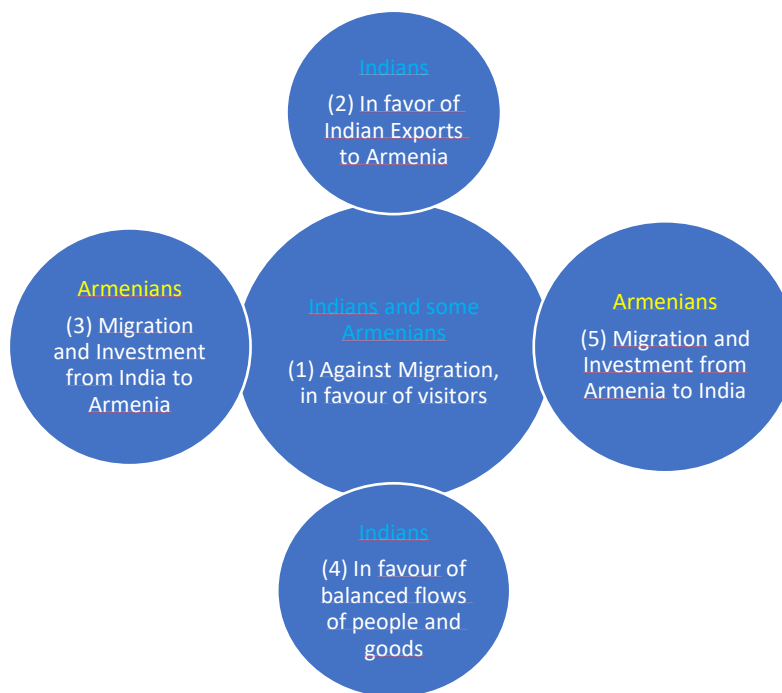 Indians
(2) In favor of
Indian Exports
to Armenia
Armenians
(3) Migration
and Investment
from India to
Armenia
Indians and some
Armenians
(1) Against Migration,
in favour of visitors
Armenians
(5) Migration and
Investment from
Armenia to India
Indians
(4) In favour of
balanced flows
of people and
goods